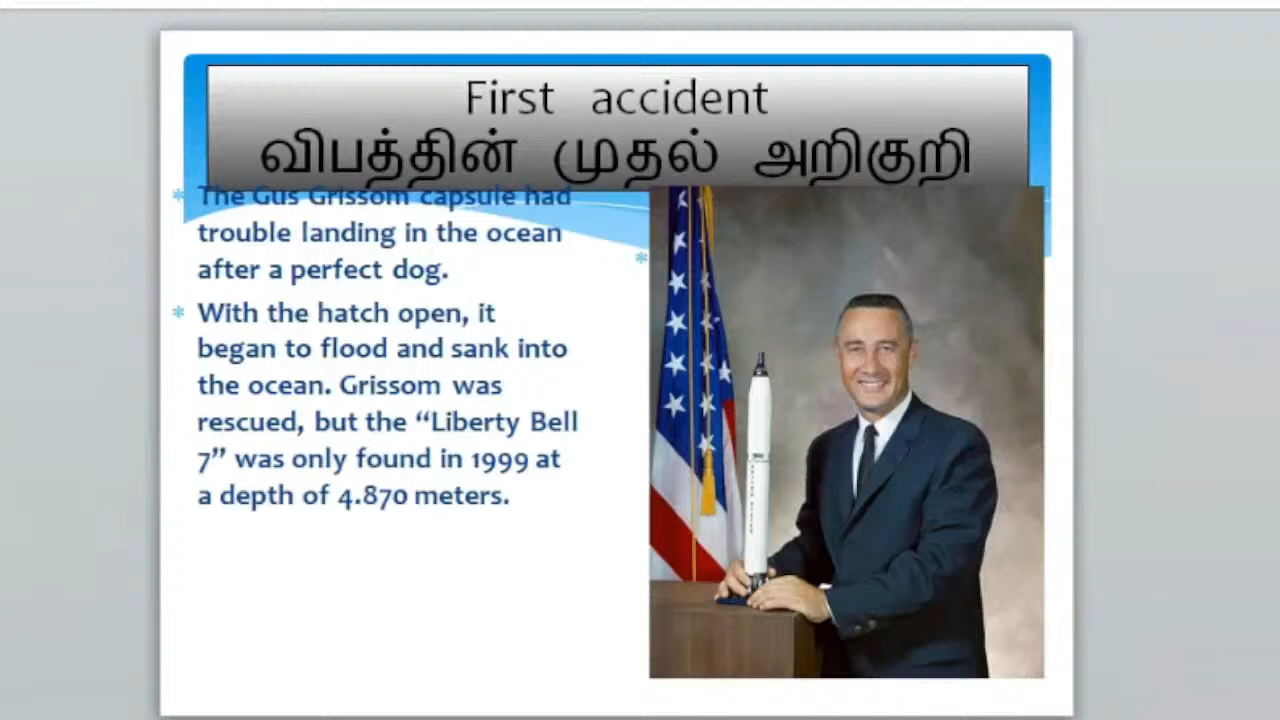 First accident
விபத்தின் முதல் அறிகுறி
* The Gus Grissom capsule had
trouble landing in the ocean
after a perfect dog.
* With the hatch open, it
began to flood and sank into
the ocean. Grissom was
rescued, but the “Liberty Bell
7” was only found in 1999 at
a depth of 4.870 meters.
*
UNITED STATES